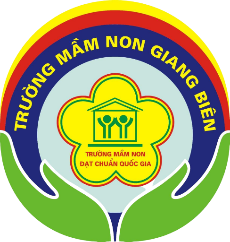 TRƯỜNG MẦM NON GIANG BIÊN
TRƯỜNG MẦM NON
ĐẠT CHUẨN QUỐC GIA